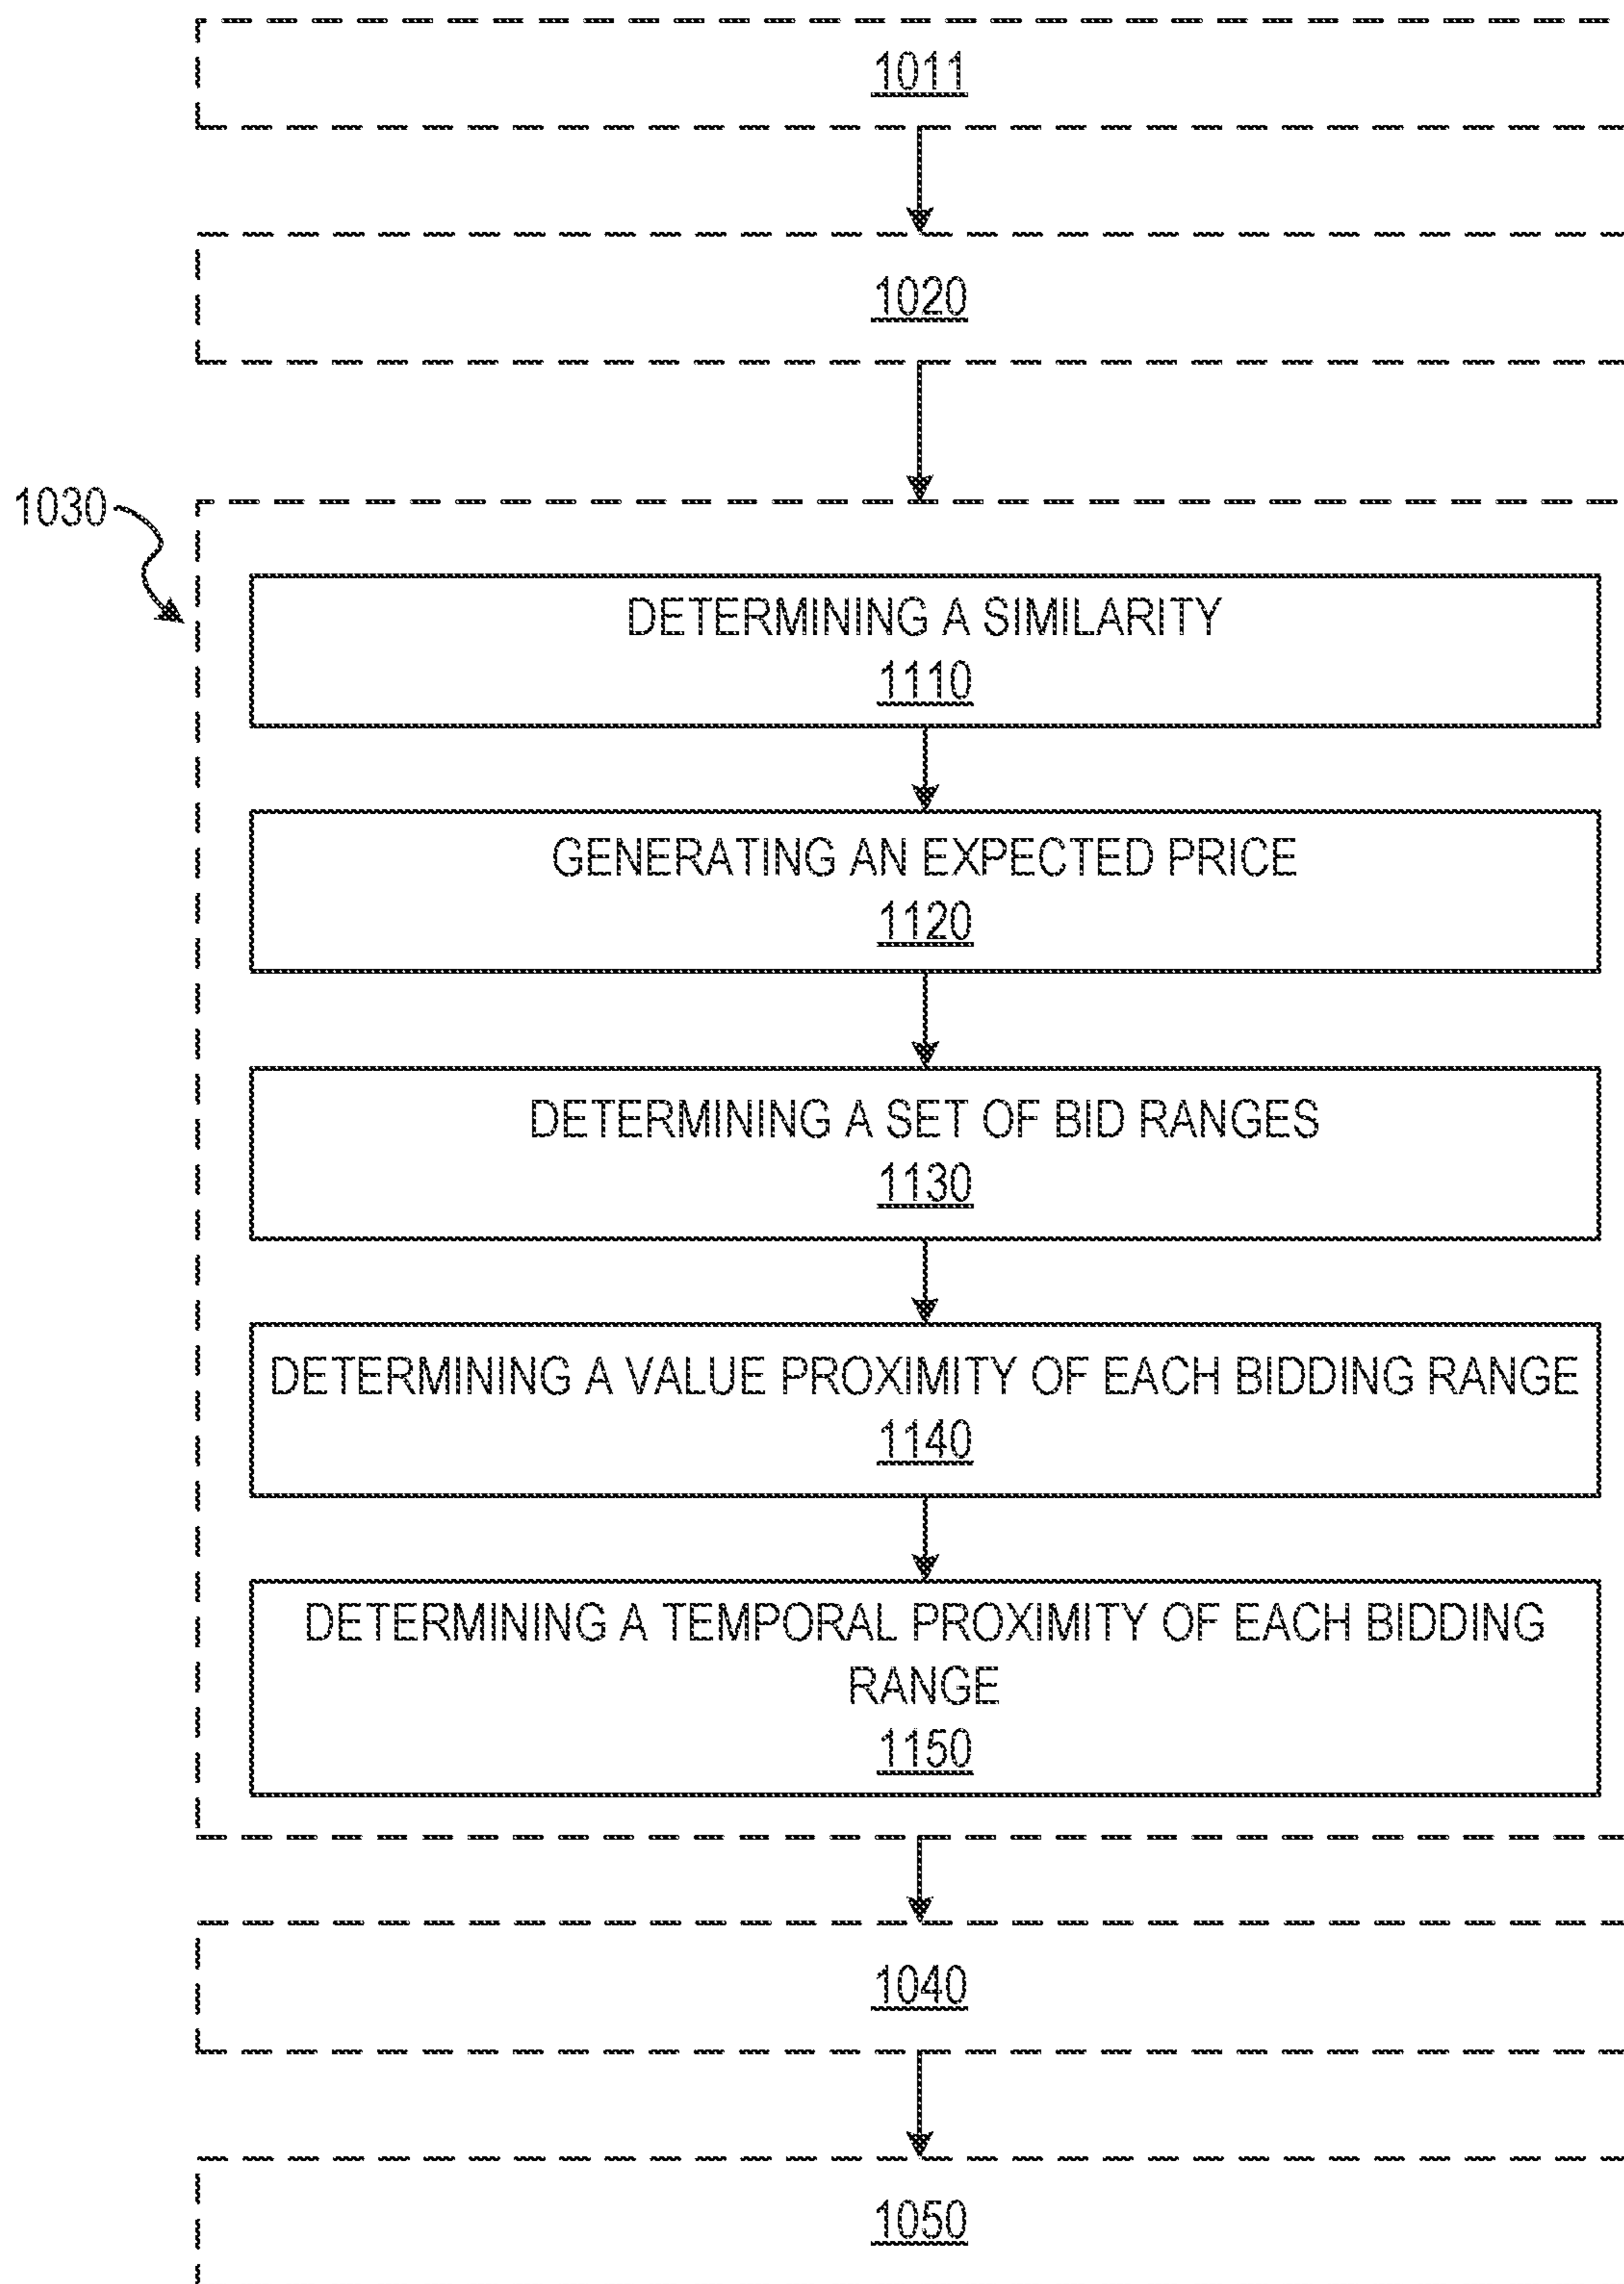 1011
1020
1030
DETERMINING A SIMILARITY
1110
GENERATING AN EXPECTED PRICE
1120
DETERMINING A SET OF BID RANGES
1130
DETERMINING A VALUE PROXIMITY OF EACH BIDDING RANGE
1140
DETERMINING A TEMPORAL PROXIMITY OF EACH BIDDING
RANGE
1150
1040
1050